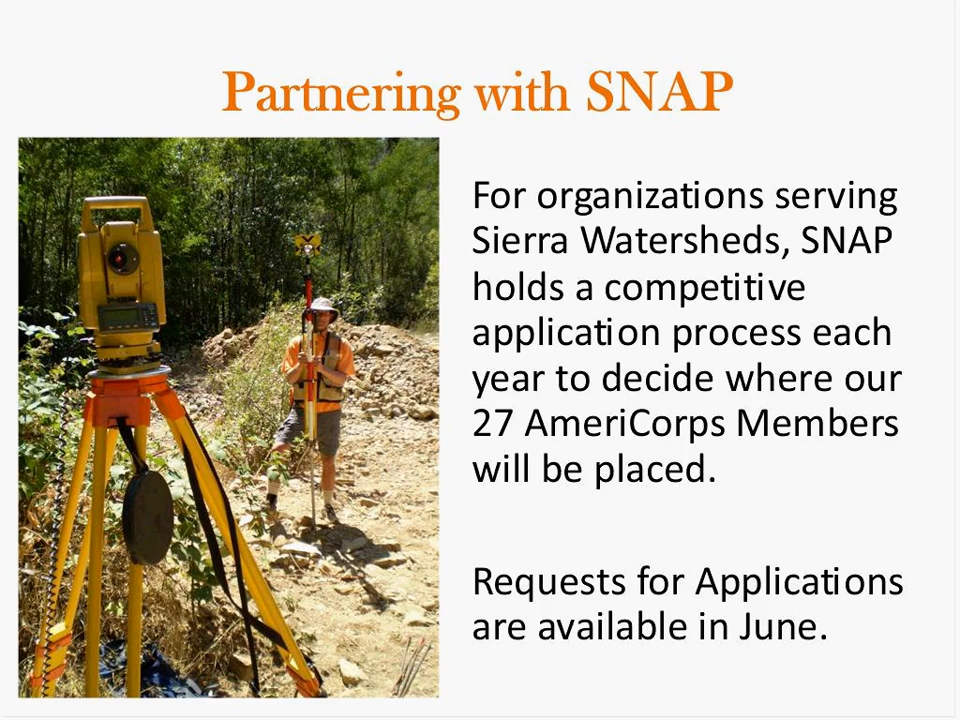 Partnering with SNAP
For organizations serving
Sierra Watersheds, SNAP
holds a competitive
application process each
year to decide where our
27 AmeriCorps Members
will be placed.
Requests for Applications
are available in June.